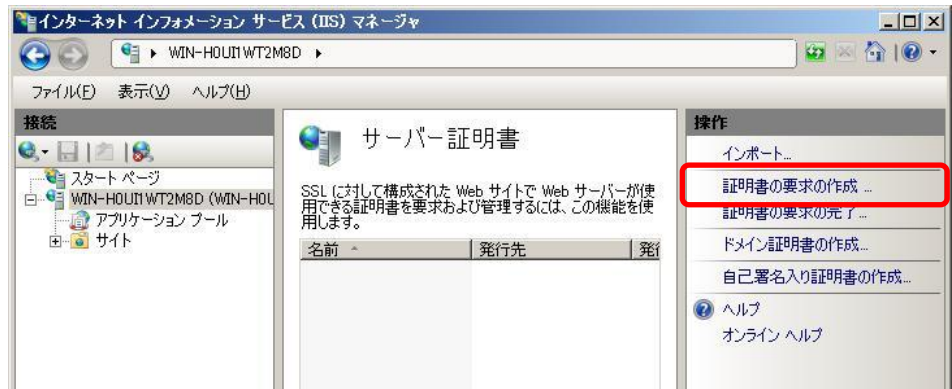 インターネット インフォメーション サービス (IIS) マネージャ
WIN-H0UI1WT2M8D
ファイル(F) 表示(V) ヘルプ(H)
接続
スタート ページ
WIN-H0UI1WT2M8D (WIN-H0U
アプリケーション プール
サイト
サーバー証明書
SSL に対して構成された Web サイトで Web サーバーが使
用できる証明書を要求および管理するには、この機能を使
用します。
名前 発行先 発行
操作
インポート...
証明書の要求の作成 ...
証明書の要求の完了...
ドメイン証明書の作成...
自己署名入り証明書の作成...
ヘルプ
オンライン ヘルプ